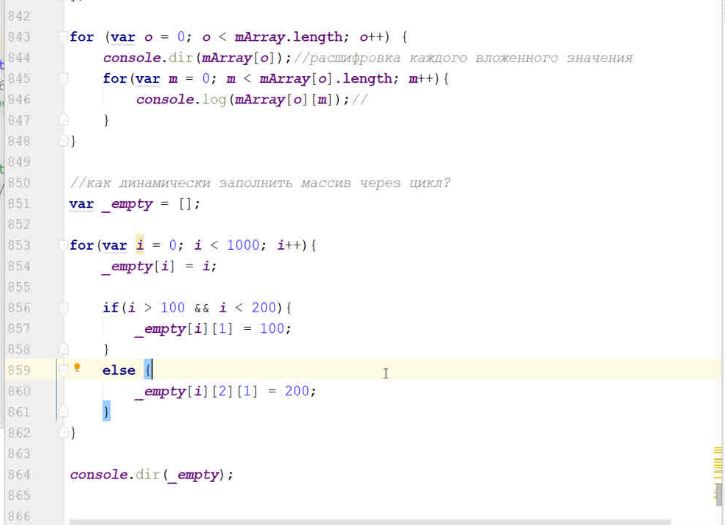 842
843 for (var o = 0; o < mArray.length; o++) {
844 console.dir(mArray[o]);//расшифровка каждого вложенного значения
845 for(var m = 0; m < mArray[o].length; m++){
846 console.log(mArray[o][m]);//
847 }
848 }
849
850 //как динамически заполнить массив через цикл?
851 var _empty = [];
852
853 for(var i = 0; i < 1000; i++){
854 _empty[i] = i;
855
856 if(i > 100 && i < 200){
857 _empty[i][1] = 100;
858 }
859 else {
860 _empty[i][2][1] = 200;
861 }
862 }
863
864 console.dir(_empty);
865
866